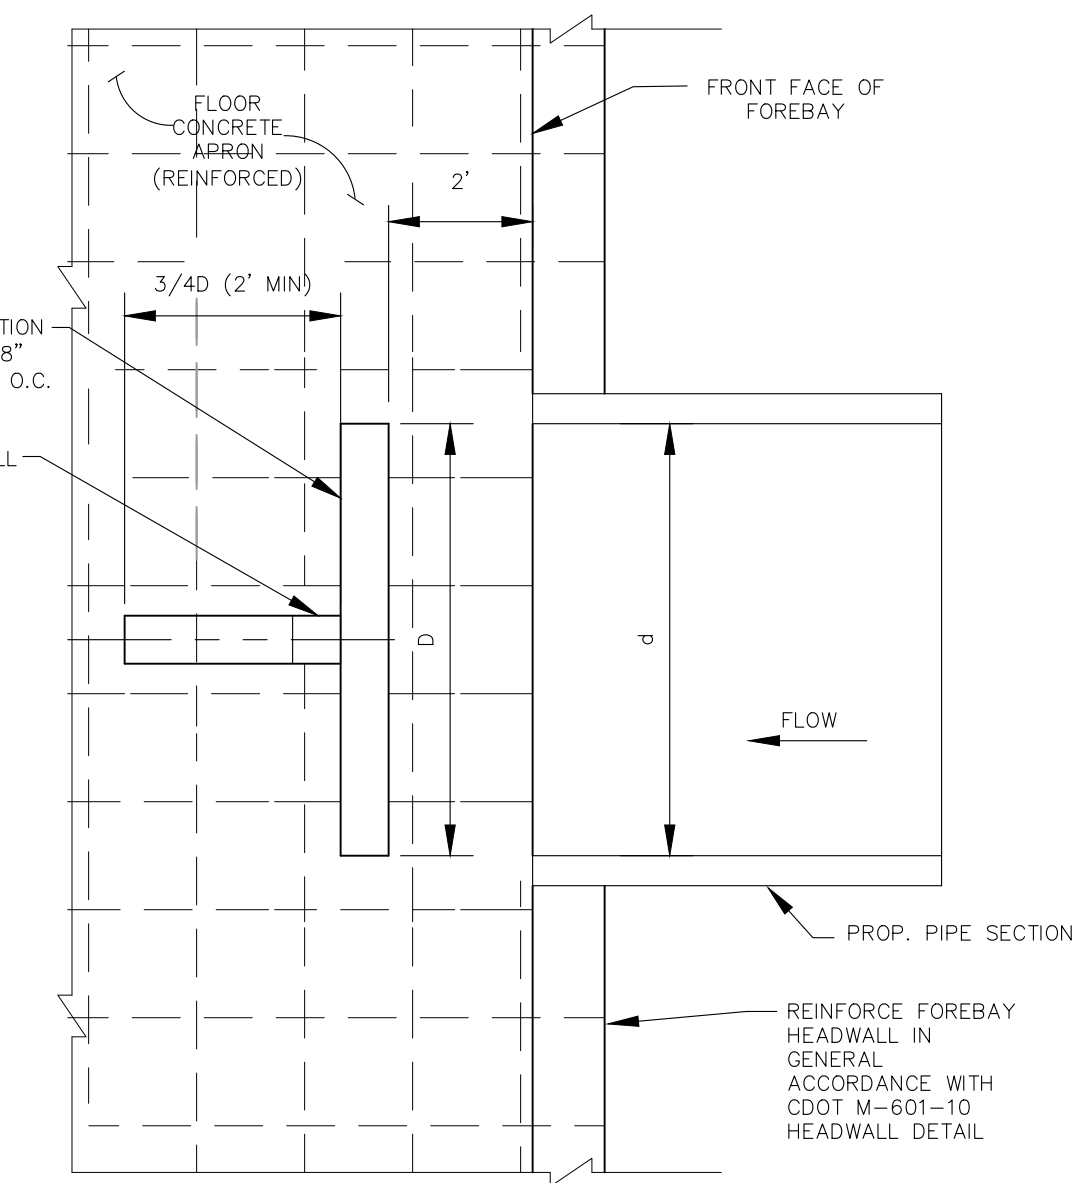 FRONT FACE OF
FOREBAY
FLOOR
CONCRETE
APRON
(REINFORCED)
2'
3/4D (2' MIN)
TION
8"
O.C.
LL
D
d
FLOW
PROP. PIPE SECTION
REINFORCE FOREBAY
HEADWALL IN
GENERAL
ACCORDANCE WITH
CDOT M-601-10
HEADWALL DETAIL